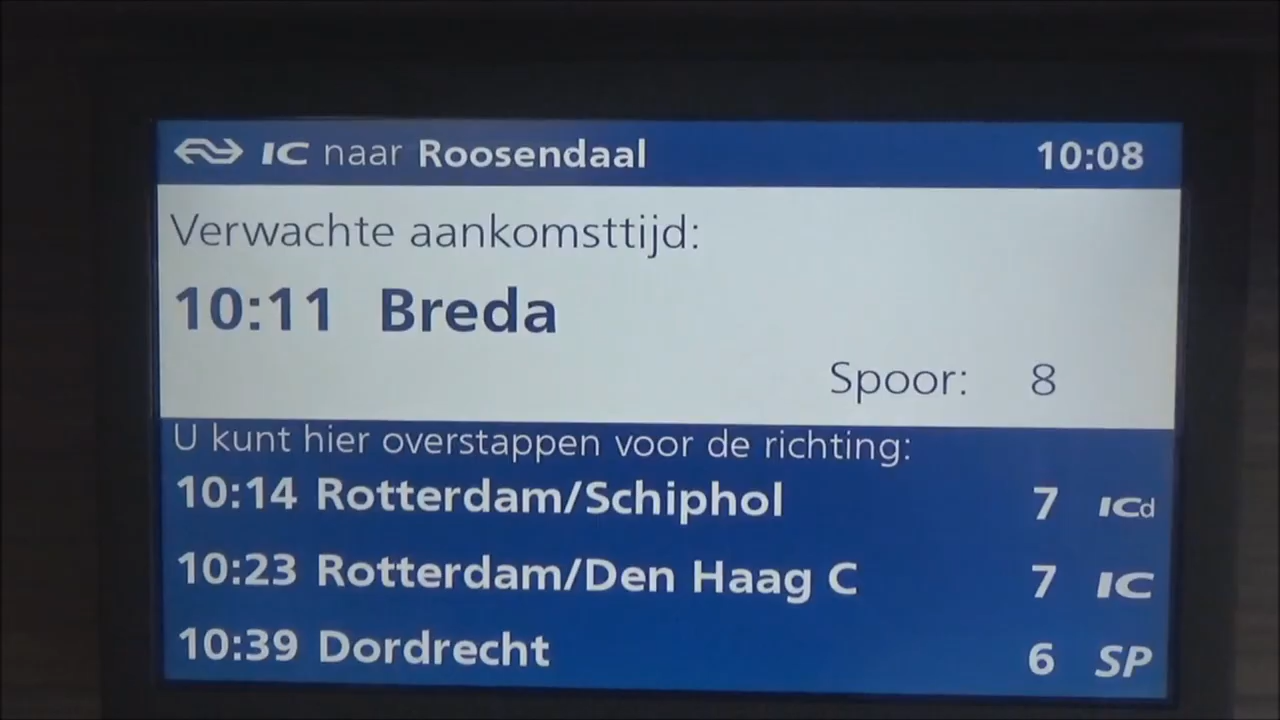 IC naar Roosendaal 10:08
Verwachte aankomsttijd:
10:11 Breda
Spoor: 8
U kunt hier overstappen voor de richting:
10:14 Rotterdam/Schiphol 7 ICd
10:23 Rotterdam/Den Haag C 7 IC
10:39 Dordrecht 6 SP